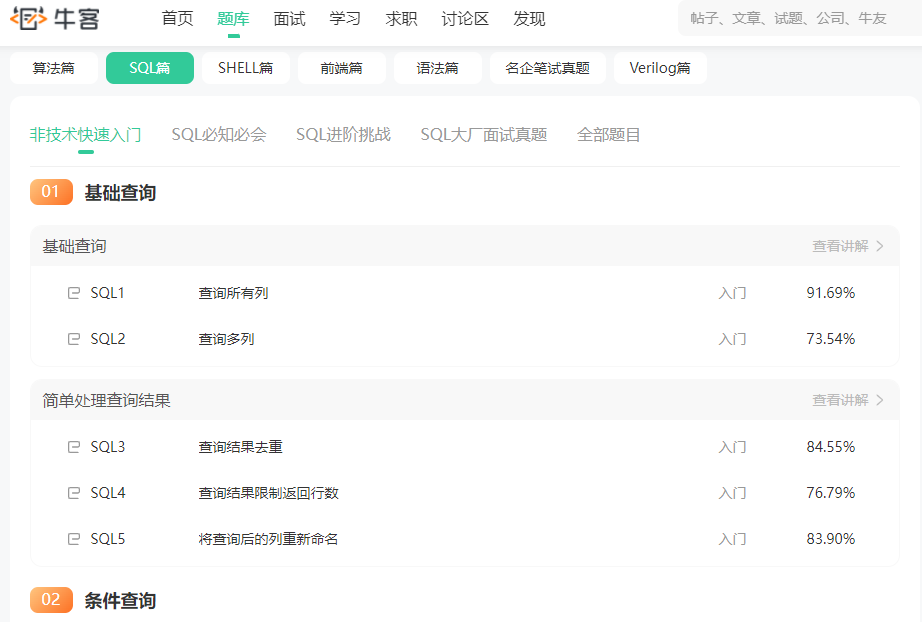 牛客 首页 题库 面试 学习 求职 讨论区 发现 帖子、文章、试题、公司、牛友
算法篇 SQL篇 SHELL篇 前端篇 语法篇 名企笔试真题 Verilog篇
非技术快速入门 SQL必知必会 SQL进阶挑战 SQL大厂面试真题 全部题目
01 基础查询
基础查询 查看讲解
SQL1 查询所有列 入门 91.69%
SQL2 查询多列 入门 73.54%
简单处理查询结果 查看讲解
SQL3 查询结果去重 入门 84.55%
SQL4 查询结果限制返回行数 入门 76.79%
SQL5 将查询后的列重新命名 入门 83.90%
02 条件查询